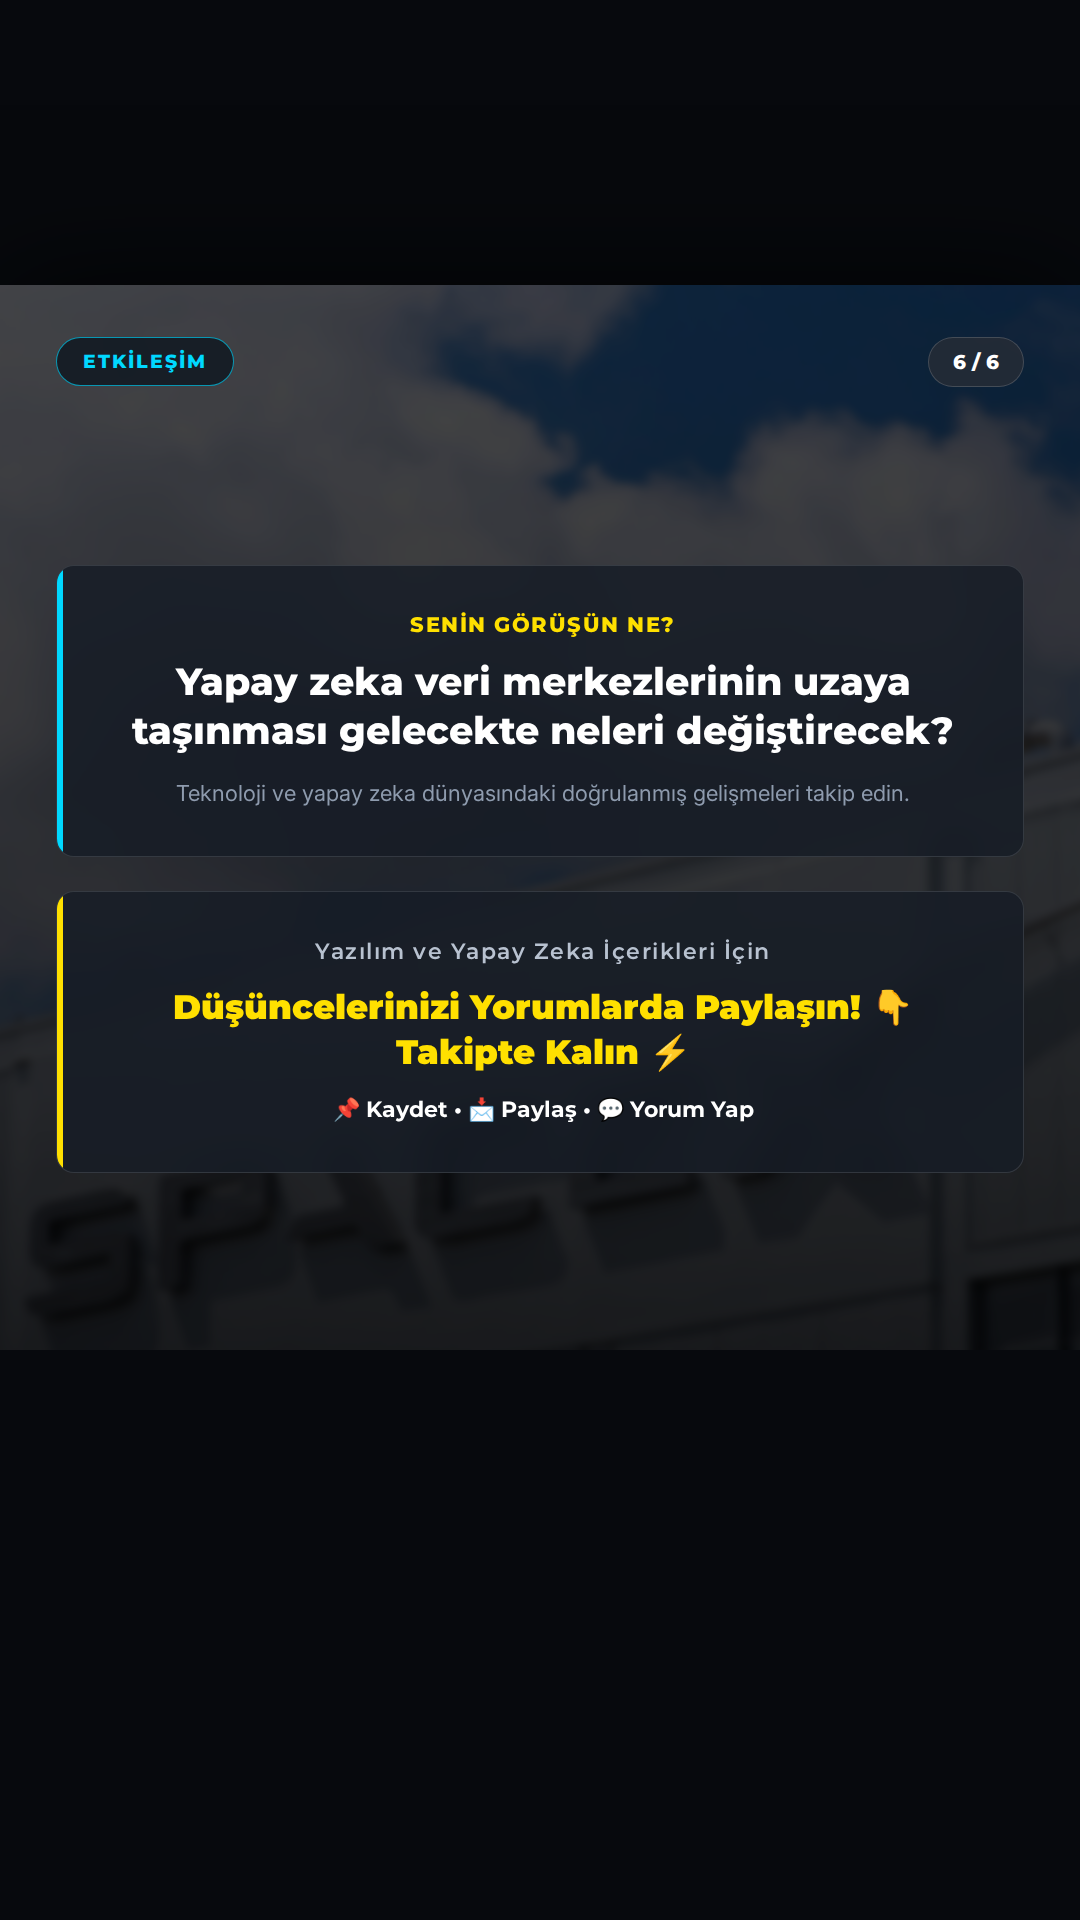 ETKİLEŞİM
6 / 6
SENİN GÖRÜŞÜN NE?
Yapay zeka veri merkezlerinin uzaya
taşınması gelecekte neleri değiştirecek?
Teknoloji ve yapay zeka dünyasındaki doğrulanmış gelişmeleri takip edin.
Yazılım ve Yapay Zeka İçerikleri İçin
Düşüncelerinizi Yorumlarda Paylaşın! 👇
Takipte Kalın ⚡
📌 Kaydet • 📩 Paylaş • 💬 Yorum Yap